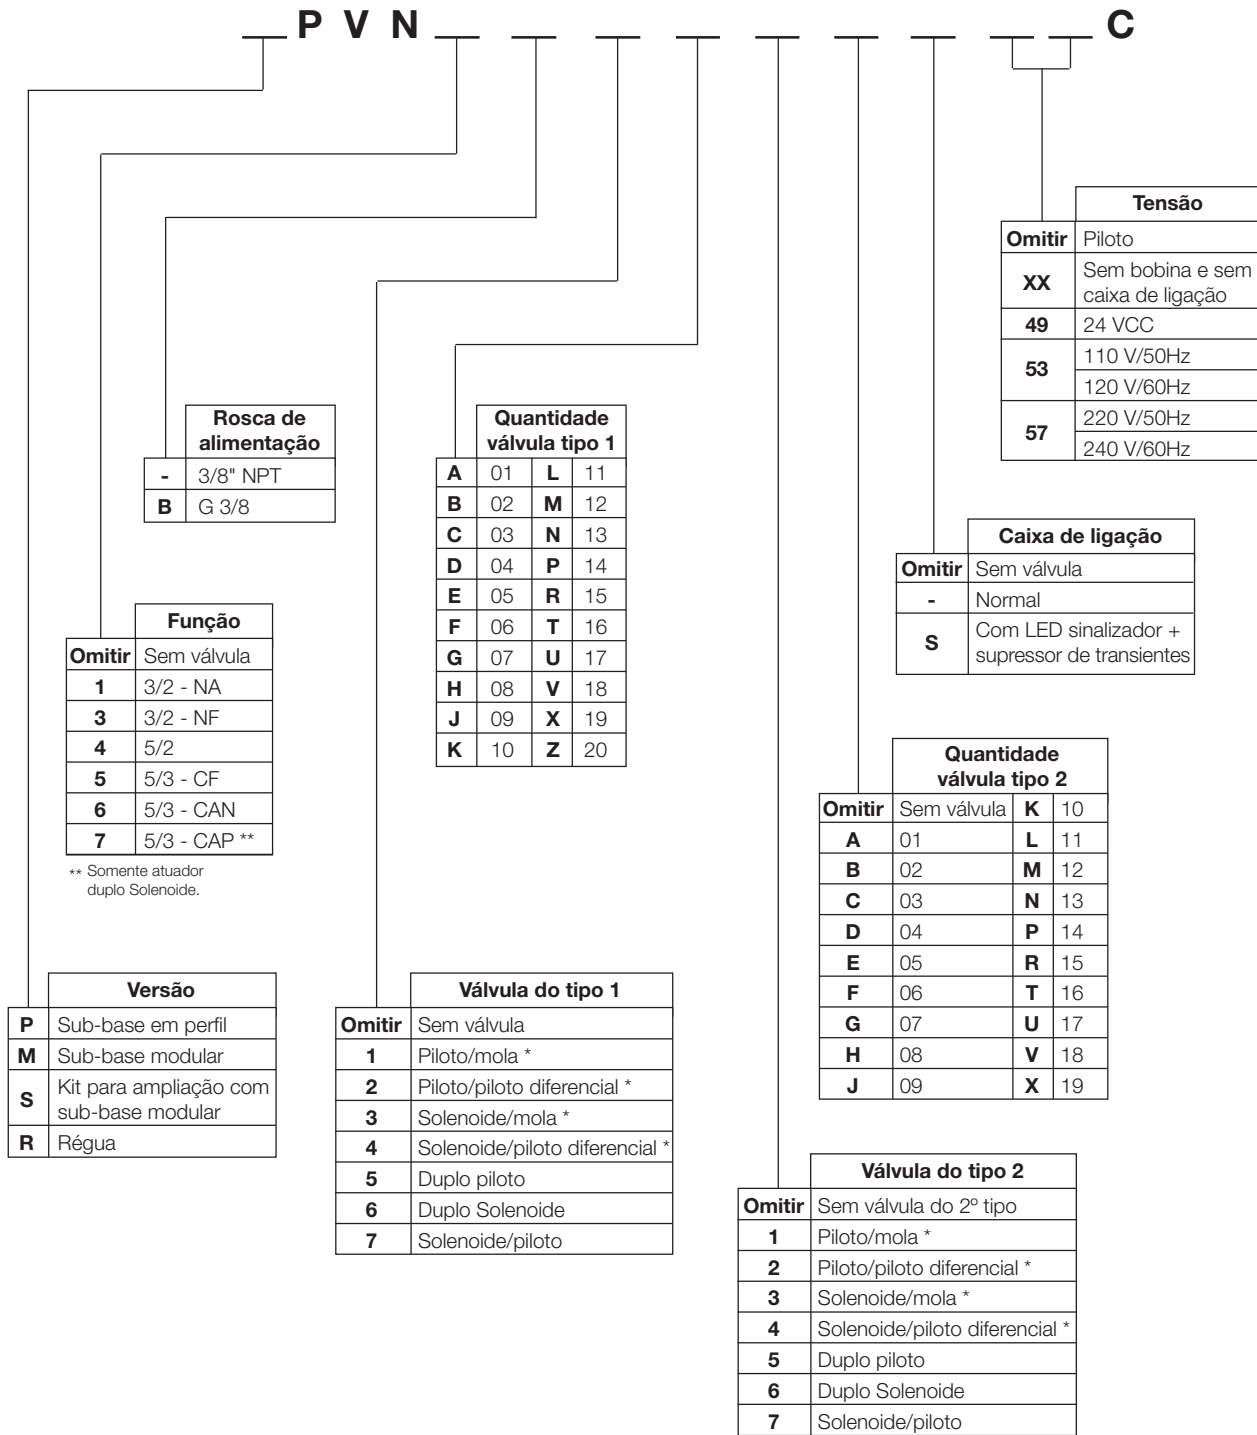 __ P V N __ __ __ __ __ __ __ __ __ C
Tensão
Omitir Piloto
XX Sem bobina e sem
caixa de ligação
49 24 VCC
53 110 V/50Hz
120 V/60Hz
57 220 V/50Hz
240 V/60Hz
Rosca de
alimentação
- 3/8" NPT
B G 3/8
Quantidade
válvula tipo 1
A 01 L 11
B 02 M 12
C 03 N 13
D 04 P 14
E 05 R 15
F 06 T 16
G 07 U 17
H 08 V 18
J 09 X 19
K 10 Z 20
Caixa de ligação
Omitir Sem válvula
- Normal
S Com LED sinalizador +
supressor de transientes
Função
Omitir Sem válvula
1 3/2 - NA
3 3/2 - NF
4 5/2
5 5/3 - CF
6 5/3 - CAN
7 5/3 - CAP **
** Somente atuador
duplo Solenoide.
Quantidade
válvula tipo 2
Omitir Sem válvula K 10
A 01 L 11
B 02 M 12
C 03 N 13
D 04 P 14
E 05 R 15
F 06 T 16
G 07 U 17
H 08 V 18
J 09 X 19
Versão
P Sub-base em perfil
M Sub-base modular
S Kit para ampliação com
sub-base modular
R Régua
Válvula do tipo 1
Omitir Sem válvula
1 Piloto/mola *
2 Piloto/piloto diferencial *
3 Solenoide/mola *
4 Solenoide/piloto diferencial *
5 Duplo piloto
6 Duplo Solenoide
7 Solenoide/piloto
Válvula do tipo 2
Omitir Sem válvula do 2º tipo
1 Piloto/mola *
2 Piloto/piloto diferencial *
3 Solenoide/mola *
4 Solenoide/piloto diferencial *
5 Duplo piloto
6 Duplo Solenoide
7 Solenoide/piloto